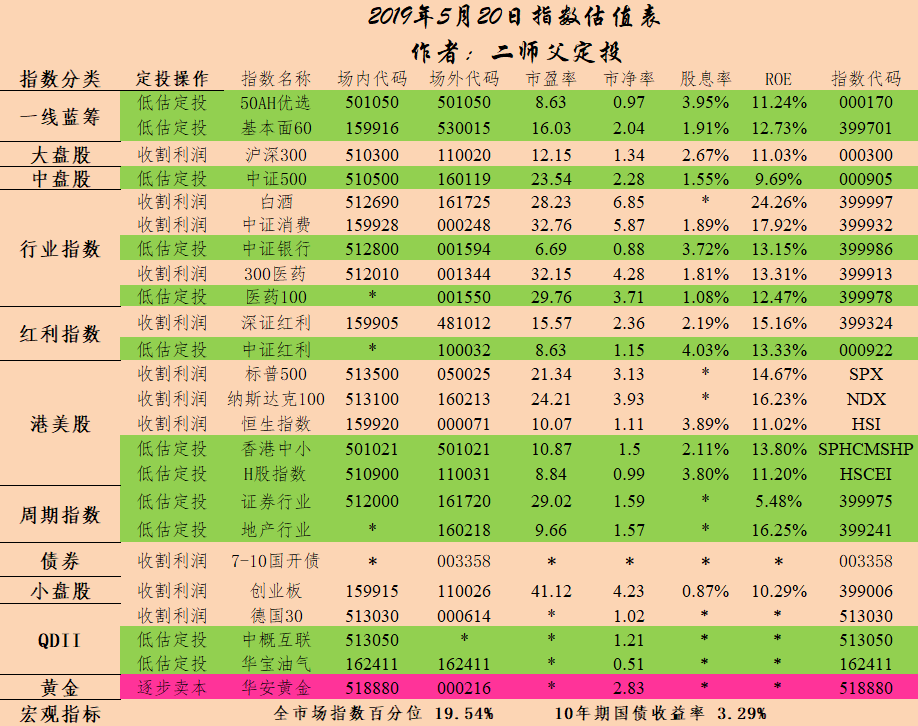 2019年5月20日指数估值表
作者：二师父定投
指数分类 定投操作 指数名称 场内代码 场外代码 市盈率 市净率 股息率 ROE 指数代码
一线蓝筹 低估定投 50AH优选 501050 501050 8.63 0.97 3.95% 11.24% 000170
低估定投 基本面60 159916 530015 16.03 2.04 1.91% 12.73% 399701
大盘股 收割利润 沪深300 510300 110020 12.15 1.34 2.67% 11.03% 000300
中盘股 低估定投 中证500 510500 160119 23.54 2.28 1.55% 9.69% 000905
行业指数 收割利润 白酒 512690 161725 28.23 6.85 * 24.26% 399997
收割利润 中证消费 159928 000248 32.76 5.87 1.89% 17.92% 399932
低估定投 中证银行 512800 001594 6.69 0.88 3.72% 13.15% 399986
收割利润 300医药 512010 001344 32.15 4.28 1.81% 13.31% 399913
低估定投 医药100 * 001550 29.76 3.71 1.08% 12.47% 399978
红利指数 收割利润 深证红利 159905 481012 15.57 2.36 2.19% 15.16% 399324
低估定投 中证红利 * 100032 8.63 1.15 4.03% 13.33% 000922
港美股 收割利润 标普500 513500 050025 21.34 3.13 * 14.67% SPX
收割利润 纳斯达克100 513100 160213 24.21 3.93 * 16.23% NDX
收割利润 恒生指数 159920 000071 10.07 1.11 3.89% 11.02% HSI
低估定投 香港中小 501021 501021 10.87 1.5 2.11% 13.80% SPHCMSHP
低估定投 H股指数 510900 110031 8.84 0.99 3.80% 11.20% HSCEI
周期指数 低估定投 证券行业 512000 161720 29.02 1.59 * 5.48% 399975
低估定投 地产行业 * 160218 9.66 1.57 * 16.25% 399241
债券 收割利润 7-10国开债 * 003358 * * * * 003358
小盘股 收割利润 创业板 159915 110026 41.12 4.23 0.87% 10.29% 399006
QDII 收割利润 德国30 513030 000614 * 1.02 * * 513030
低估定投 中概互联 513050 * * 1.21 * * 513050
低估定投 华宝油气 162411 162411 * 0.51 * * 162411
黄金 逐步卖本 华安黄金 518880 000216 * 2.83 * * 518880
宏观指标 全市场指数百分位 19.54% 10年期国债收益率 3.29%